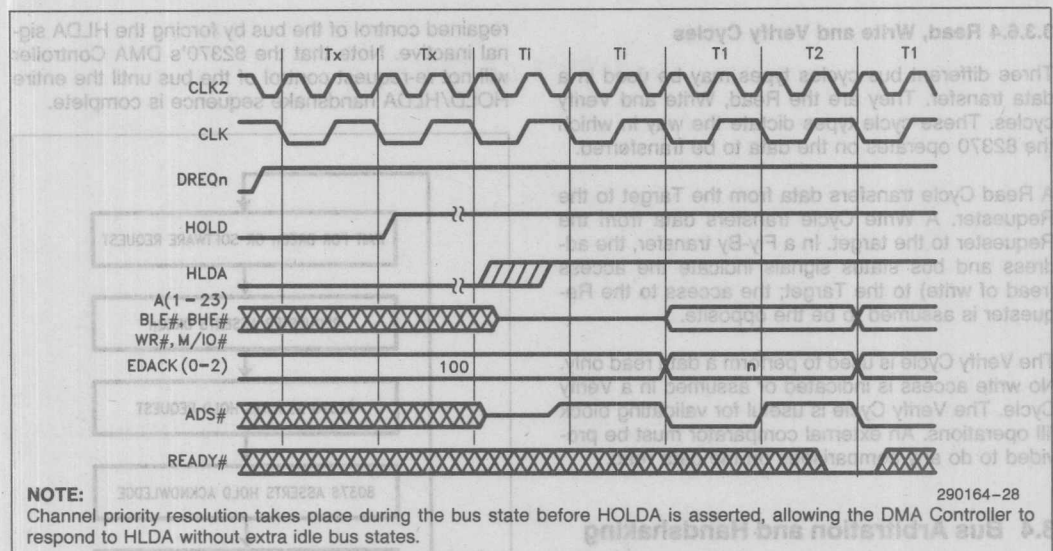 Tx Tx Ti Ti T1 T2 T1
CLK2
CLK
DREQn
HOLD
HLDA
A(1-23)
BLE#, BHE#
WR#, M/IO#
EDACK (0-2) 100 n
ADS#
READY#
290164-28
NOTE:
Channel priority resolution takes place during the bus state before HOLDA is asserted, allowing the DMA Controller to
respond to HLDA without extra idle bus states.